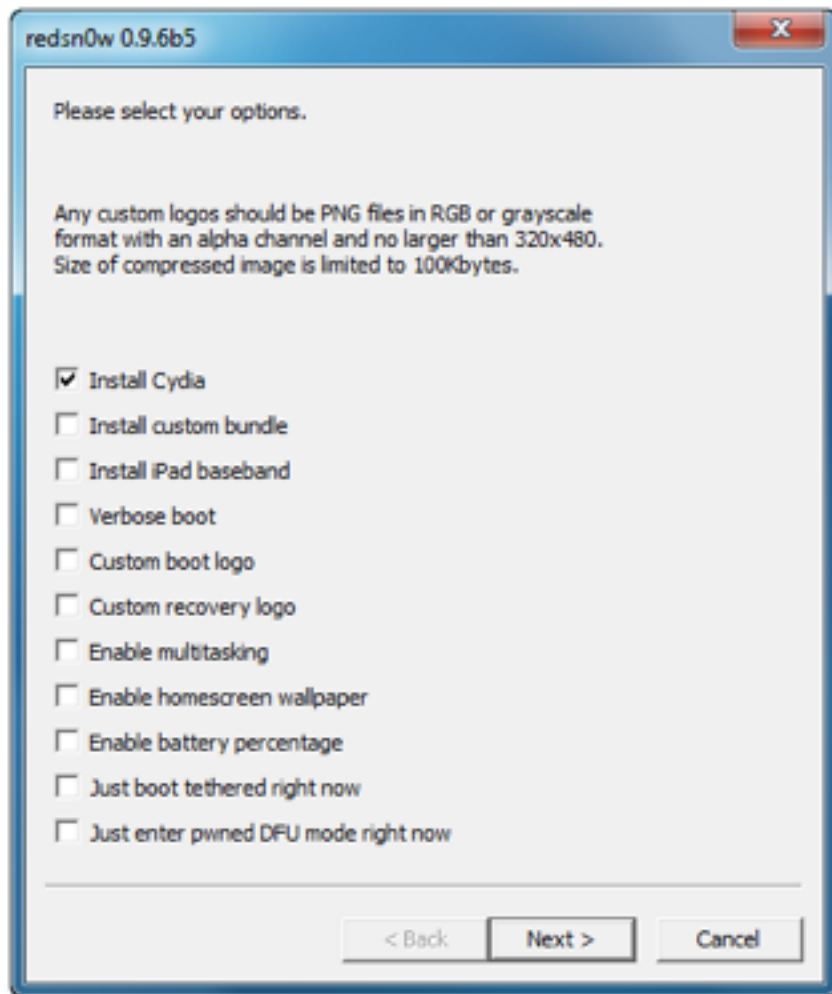 redsn0w 0.9.6b5
Please select your options.
Any custom logos should be PNG files in RGB or grayscale
format with an alpha channel and no larger than 320x480.
Size of compressed image is limited to 100Kbytes.
Install Cydia
Install custom bundle
Install iPad baseband
Verbose boot
Custom boot logo
Custom recovery logo
Enable multitasking
Enable homescreen wallpaper
Enable battery percentage
Just boot tethered right now
Just enter pwned DFU mode right now
< Back Next > Cancel